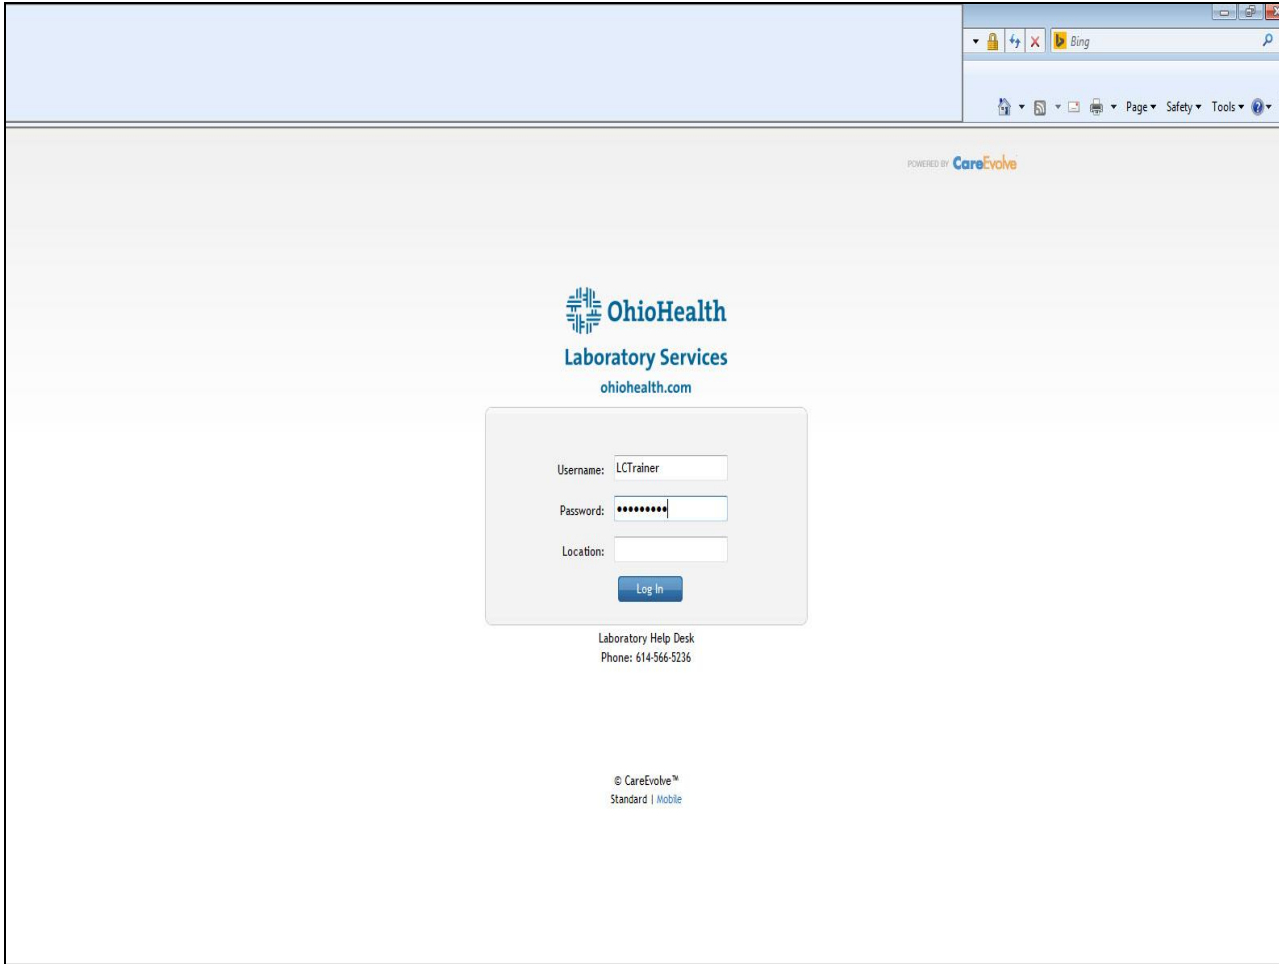 Bing
Page Safety Tools
POWERED BY CareEvolve
OhioHealth
Laboratory Services
ohiohealth.com
Username: LCTrainer
Password: •••••••••
Location:
Log In
Laboratory Help Desk
Phone: 614-566-5236
© CareEvolve™
Standard | Mobile